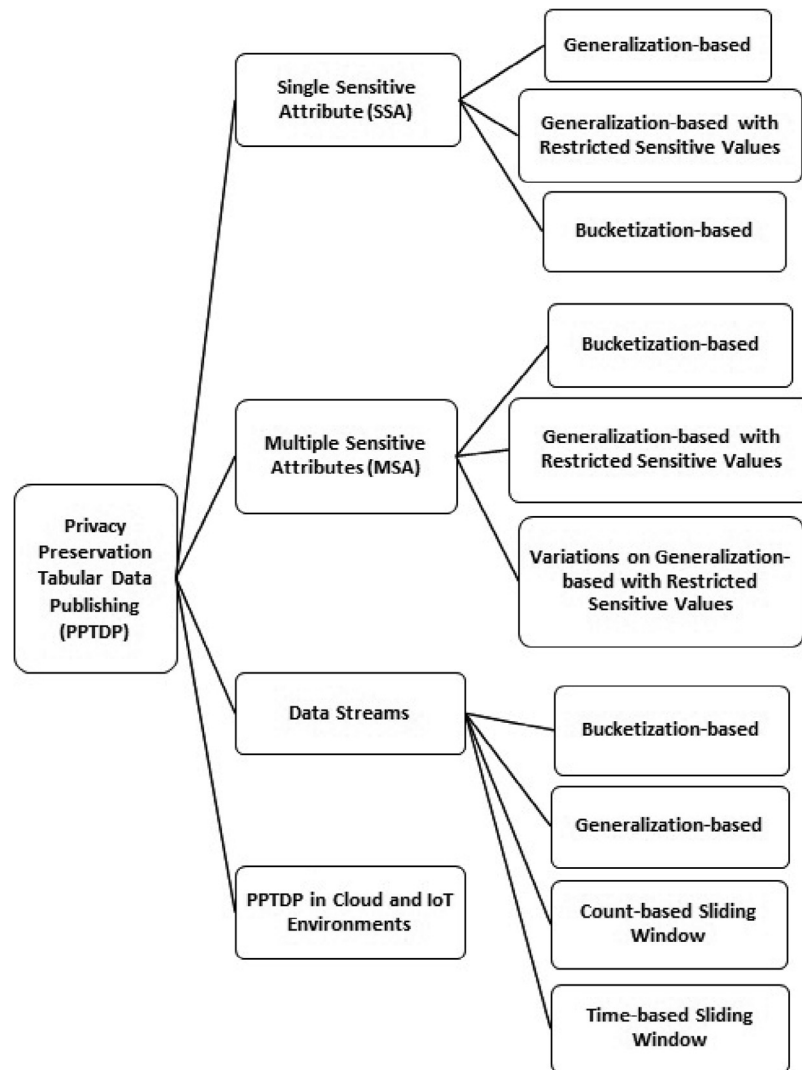 Privacy
Preservation
Tabular Data
Publishing
(PPTDP)
Single Sensitive
Attribute (SSA)
Generalization-based
Generalization-based with
Restricted Sensitive Values
Bucketization-based
Multiple Sensitive
Attributes (MSA)
Bucketization-based
Generalization-based with
Restricted Sensitive Values
Variations on Generalization-
based with Restricted
Sensitive Values
Data Streams
Bucketization-based
Generalization-based
Count-based Sliding
Window
Time-based Sliding
Window
PPTDP in Cloud and IoT
Environments